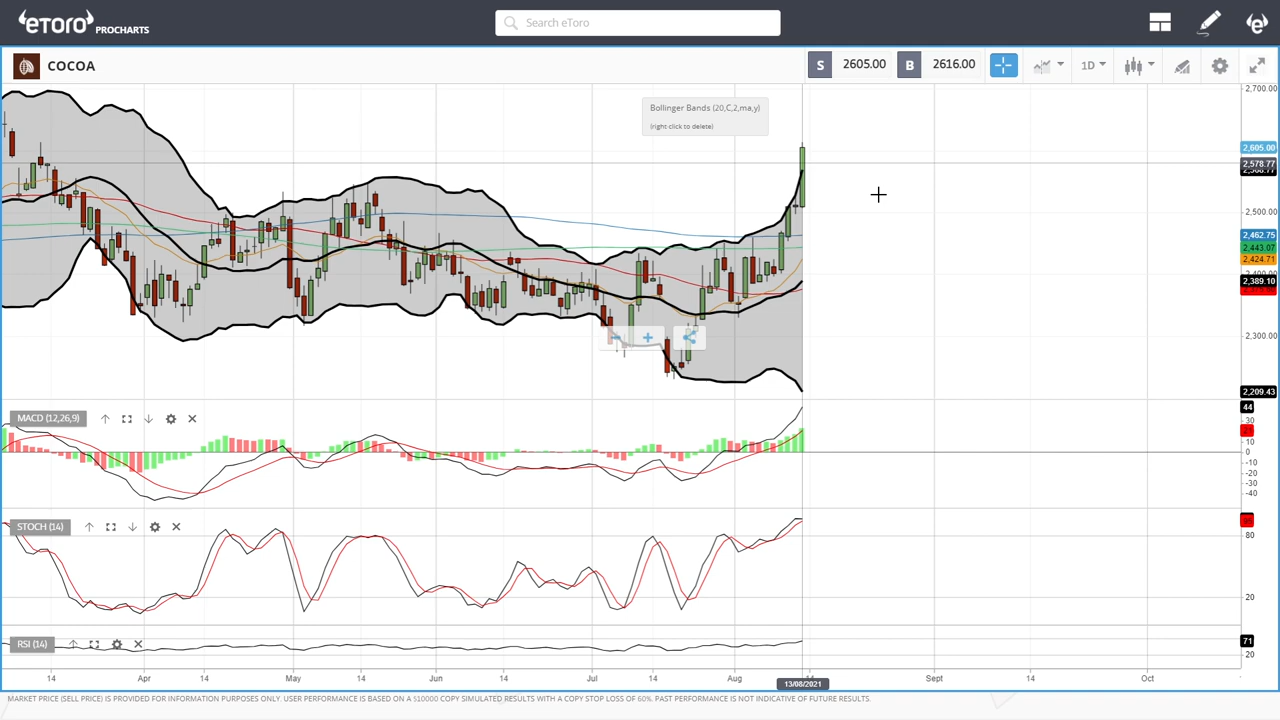 eTORO PROCHARTS
Search eToro
COCOA
S 2605.00 B 2616.00
1D
Bollinger Bands (20,C,2,ma,y)
(right click to delete)
2,700.00
2,605.00
2,578.77
2,500.00
2,462.75
2,443.07
2,424.71
2,400.00
2,389.10
2,300.00
2,209.43
MACD (12,26,9)
44
30
10
0
-10
-20
-30
-40
STOCH (14)
80
20
RSI (14)
71
20
14 Apr 14 May 14 Jun 14 Jul 14 Aug 13/08/2021 14 Sept 14 Oct
MARKET PRICE (SELL PRICE) IS PROVIDED FOR INFORMATION PURPOSES ONLY. USER PERFORMANCE IS BASED ON A $10000 COPY SIMULATED RESULTS WITH A COPY STOP LOSS OF 60%. PAST PERFORMANCE IS NOT INDICATIVE OF FUTURE RESULTS.